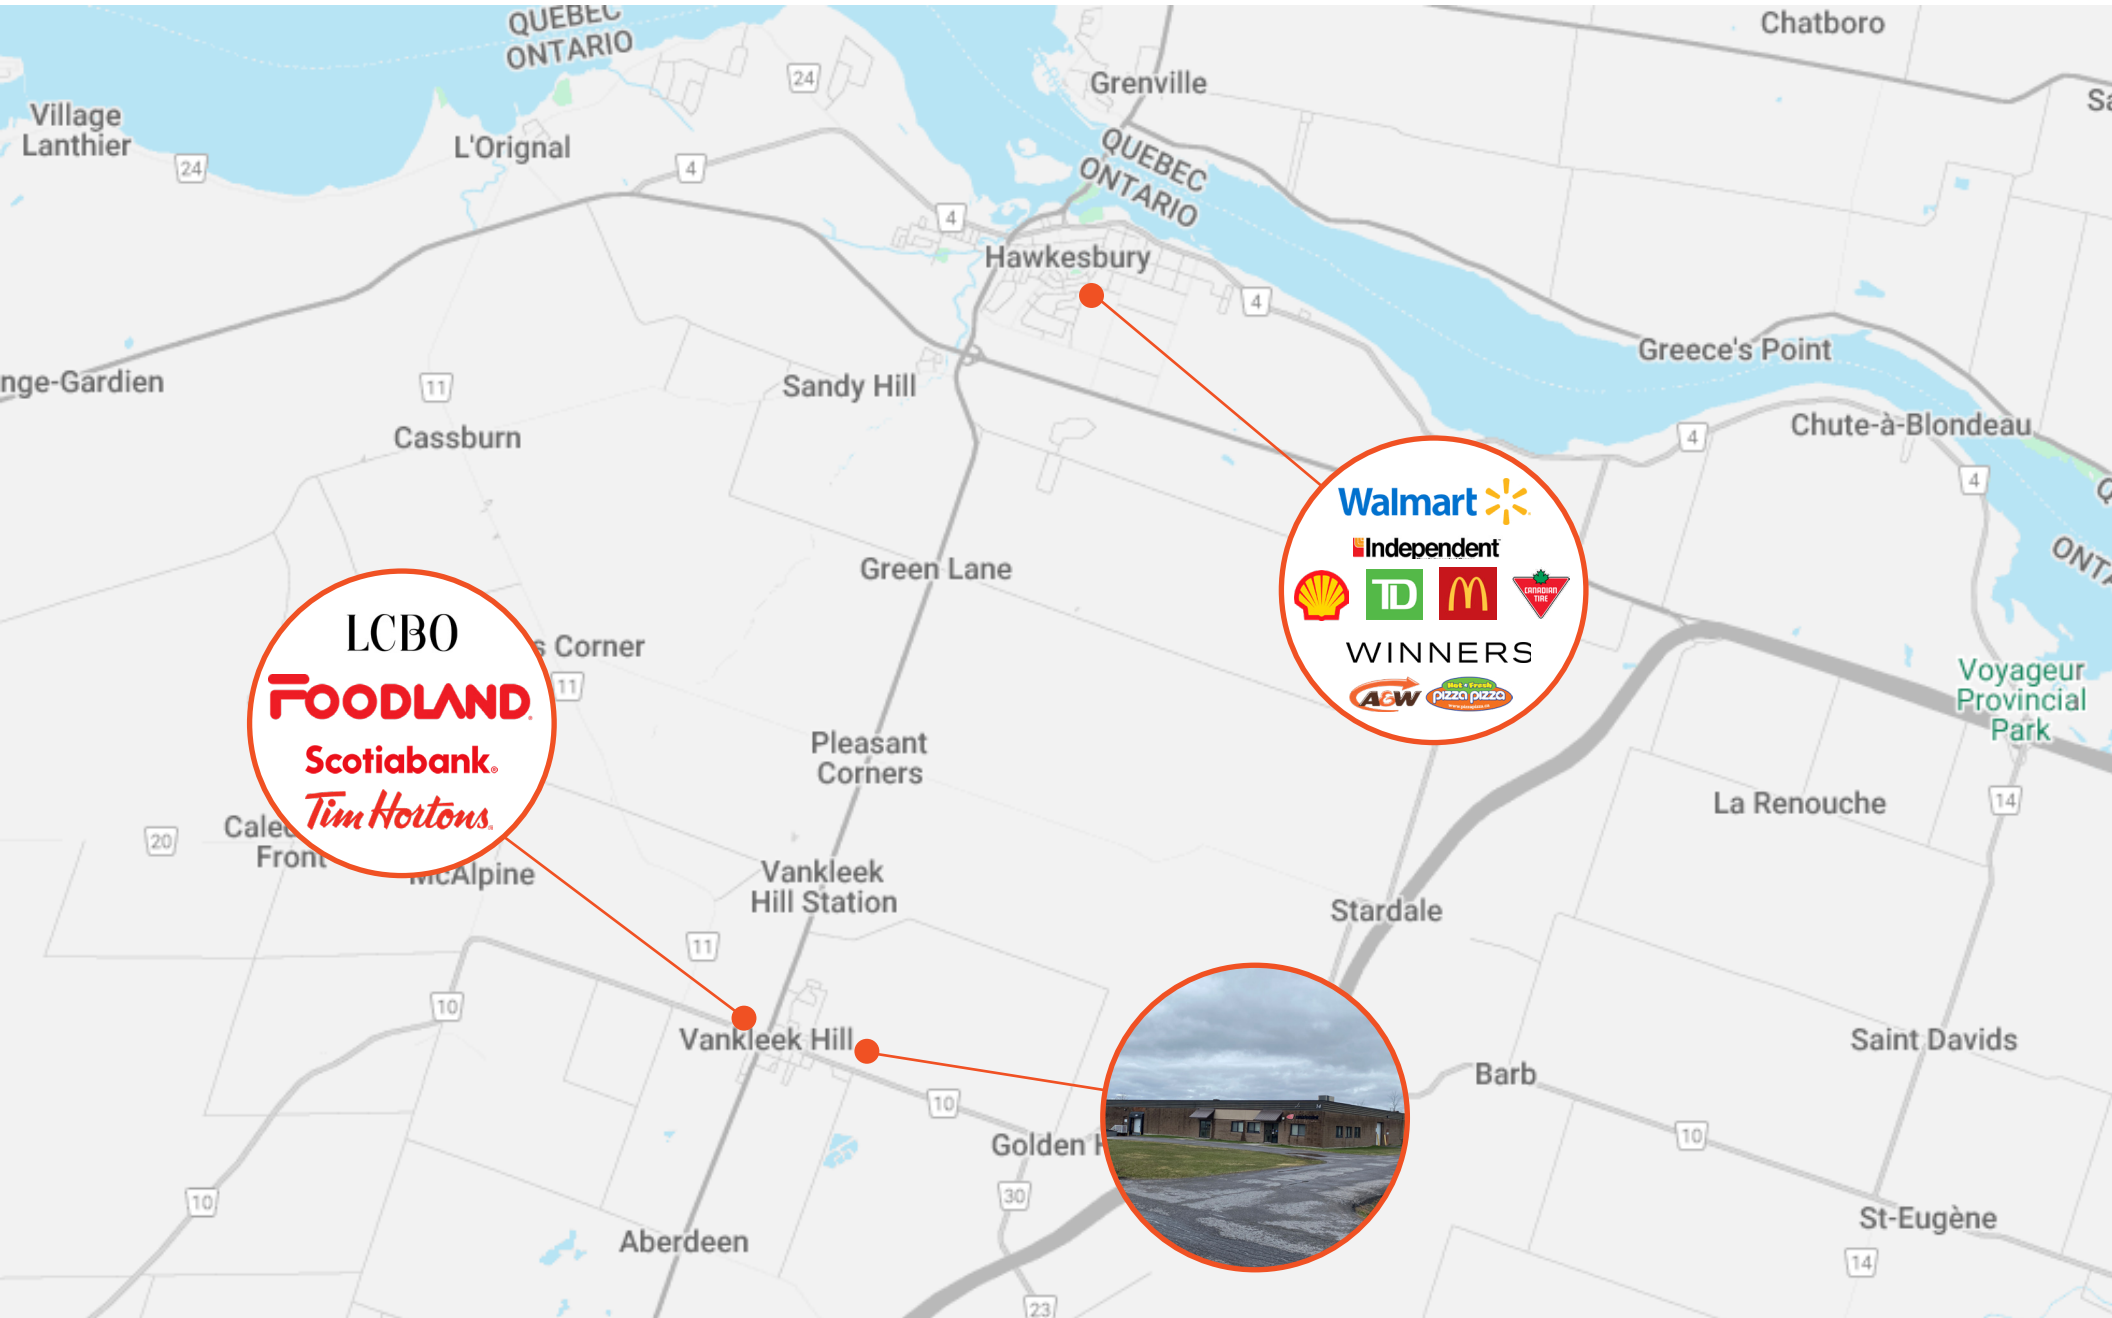 QUEBEC
ONTARIO
Chatboro
24
Grenville
Village
Lanthier
24
L'Orignal
4
QUEBEC
ONTARIO
4
Hawkesbury
4
Greece's Point
nge-Gardien
11
Sandy Hill
Cassburn
4
Chute-à-Blondeau
4
Walmart
Independent
TD
CANADIAN
TIRE
WINNERS
A&W
Hot • Fresh
pizza pizza
Green Lane
LCBO
FOODLAND
Scotiabank
Tim Hortons
s Corner
11
Voyageur
Provincial
Park
Pleasant
Corners
La Renouche
14
20
Front
McAlpine
Vankleek
Hill Station
Stardale
11
10
Vankleek Hill
Saint Davids
Barb
10
10
Golden
10
30
Aberdeen
St-Eugène
14
23